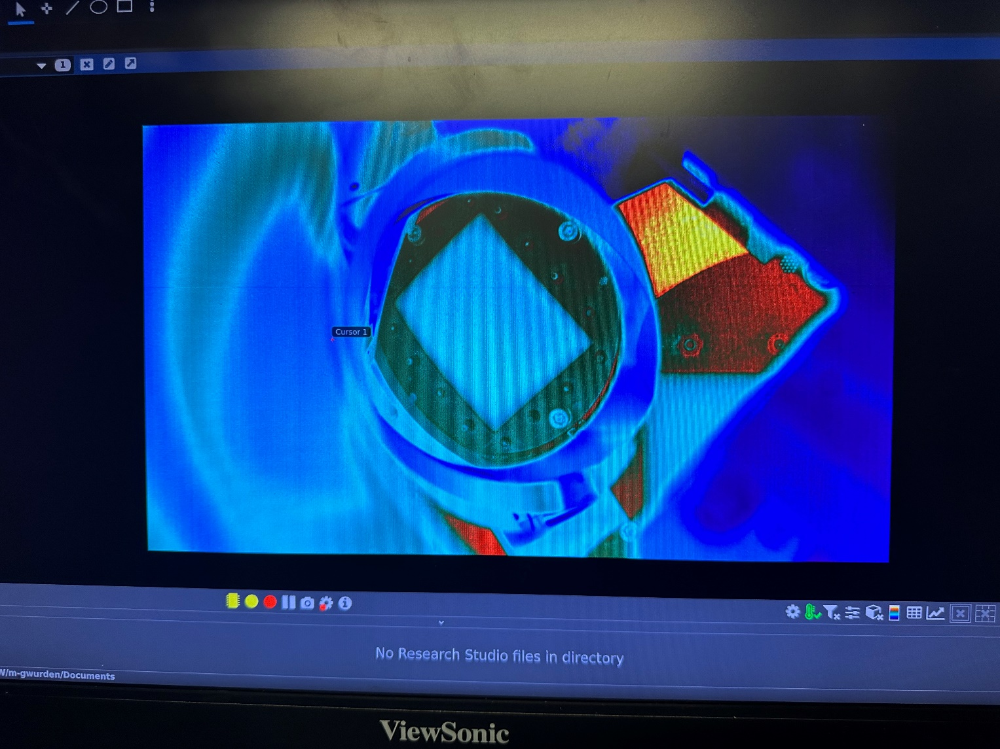 1
Cursor 1
No Research Studio files in directory
W/m-gwurden/Documents
ViewSonic